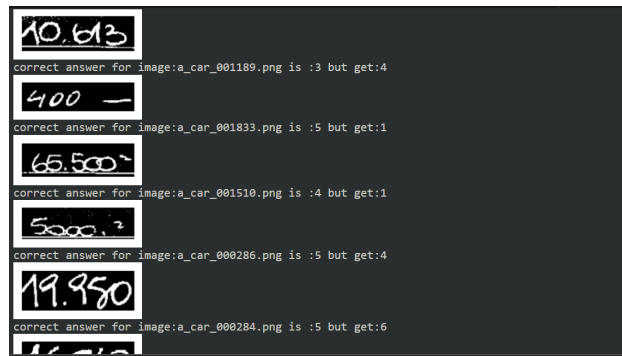 10.613
correct answer for image:a_car_001189.png is :3 but get:4
400 —
correct answer for image:a_car_001833.png is :5 but get:1
65.500=
correct answer for image:a_car_001510.png is :4 but get:1
5000.
correct answer for image:a_car_000286.png is :5 but get:4
19.950
correct answer for image:a_car_000284.png is :5 but get:6